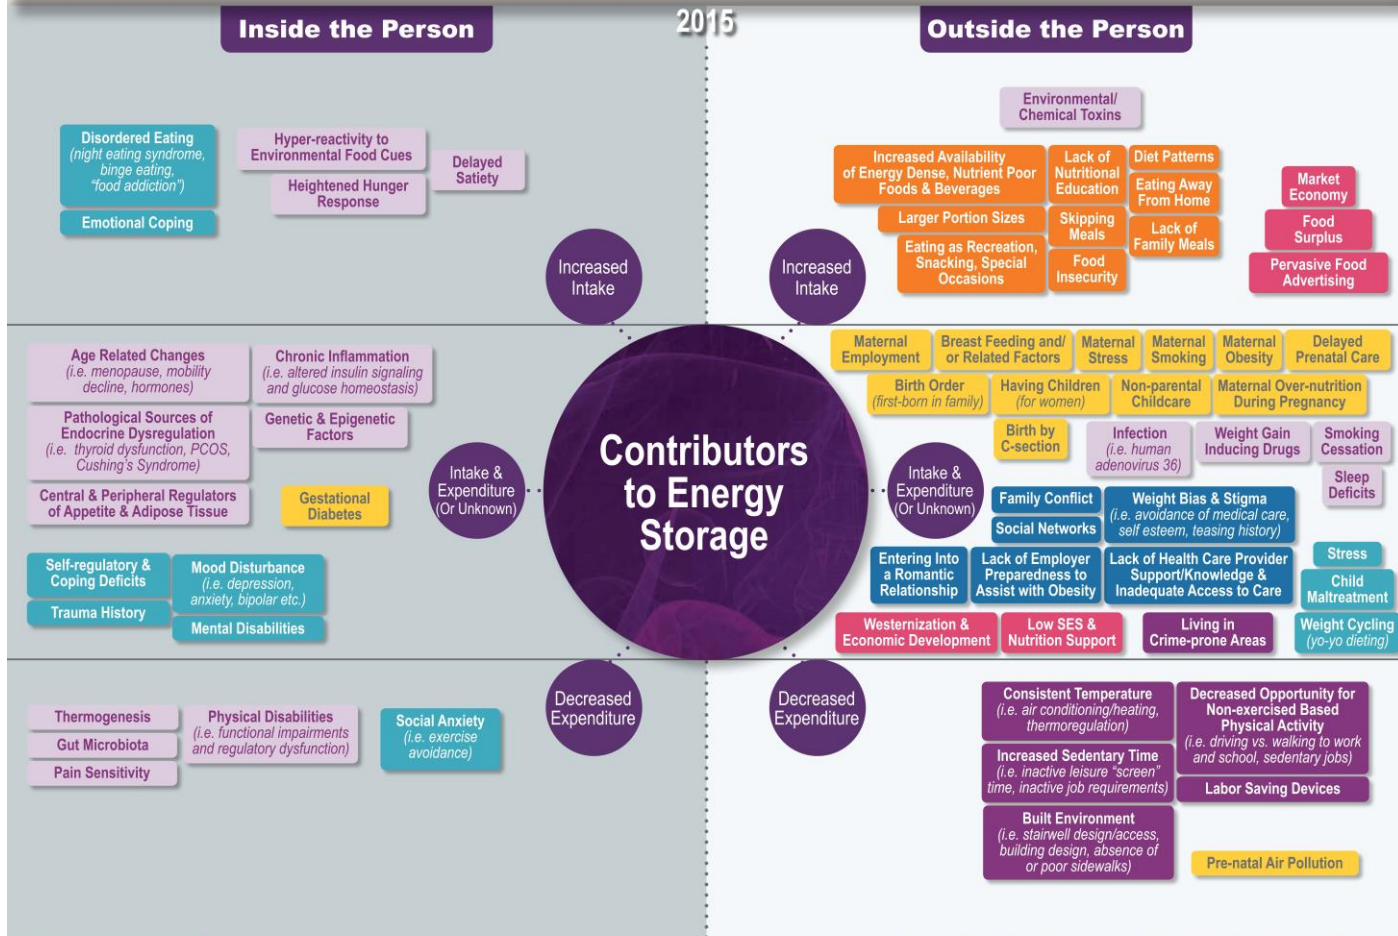 2015
Inside the Person
Outside the Person
Disordered Eating
(night eating syndrome,
binge eating,
"food addiction")
Emotional Coping
Hyper-reactivity to
Environmental Food Cues
Heightened Hunger
Response
Delayed
Satiety
Increased
Intake
Increased
Intake
Environmental/
Chemical Toxins
Increased Availability
of Energy Dense, Nutrient Poor
Foods & Beverages
Larger Portion Sizes
Eating as Recreation,
Snacking, Special
Occasions
Lack of
Nutritional
Education
Skipping
Meals
Food
Insecurity
Diet Patterns
Eating Away
From Home
Lack of
Family Meals
Market
Economy
Food
Surplus
Pervasive Food
Advertising
Age Related Changes
(i.e. menopause, mobility
decline, hormones)
Chronic Inflammation
(i.e. altered insulin signaling
and glucose homeostasis)
Pathological Sources of
Endocrine Dysregulation
(i.e. thyroid dysfunction, PCOS,
Cushing's Syndrome)
Genetic & Epigenetic
Factors
Central & Peripheral Regulators
of Appetite & Adipose Tissue
Gestational
Diabetes
Self-regulatory &
Coping Deficits
Trauma History
Mood Disturbance
(i.e. depression,
anxiety, bipolar etc.)
Mental Disabilities
Intake &
Expenditure
(Or Unknown)
Contributors
to Energy
Storage
Intake &
Expenditure
(Or Unknown)
Maternal
Employment
Breast Feeding and/
or Related Factors
Maternal
Stress
Maternal
Smoking
Maternal
Obesity
Delayed
Prenatal Care
Birth Order
(first-born in family)
Having Children
(for women)
Non-parental
Childcare
Maternal Over-nutrition
During Pregnancy
Birth by
C-section
Infection
(i.e. human
adenovirus 36)
Weight Gain
Inducing Drugs
Smoking
Cessation
Sleep
Deficits
Family Conflict
Social Networks
Weight Bias & Stigma
(i.e. avoidance of medical care,
self esteem, teasing history)
Entering Into
a Romantic
Relationship
Lack of Employer
Preparedness to
Assist with Obesity
Lack of Health Care Provider
Support/Knowledge &
Inadequate Access to Care
Stress
Child
Maltreatment
Westernization &
Economic Development
Low SES &
Nutrition Support
Living in
Crime-prone Areas
Weight Cycling
(yo-yo dieting)
Decreased
Expenditure
Decreased
Expenditure
Thermogenesis
Gut Microbiota
Pain Sensitivity
Physical Disabilities
(i.e. functional impairments
and regulatory dysfunction)
Social Anxiety
(i.e. exercise
avoidance)
Consistent Temperature
(i.e. air conditioning/heating,
thermoregulation)
Increased Sedentary Time
(i.e. inactive leisure "screen"
time, inactive job requirements)
Built Environment
(i.e. stairwell design/access,
building design, absence of
or poor sidewalks)
Decreased Opportunity for
Non-exercised Based
Physical Activity
(i.e. driving vs. walking to work
and school, sedentary jobs)
Labor Saving Devices
Pre-natal Air Pollution